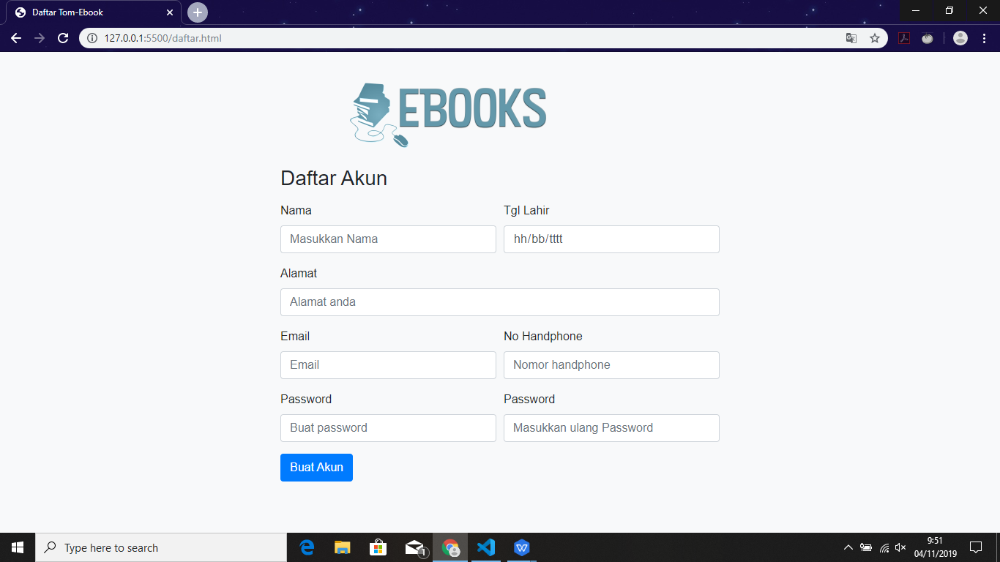 Daftar Tom-Ebook
127.0.0.1:5500/daftar.html
EBOOKS
Daftar Akun
Nama Tgl Lahir
Masukkan Nama hh/bb/tttt
Alamat
Alamat anda
Email No Handphone
Email Nomor handphone
Password Password
Buat password Masukkan ulang Password
Buat Akun
Type here to search
1
9:51
04/11/2019